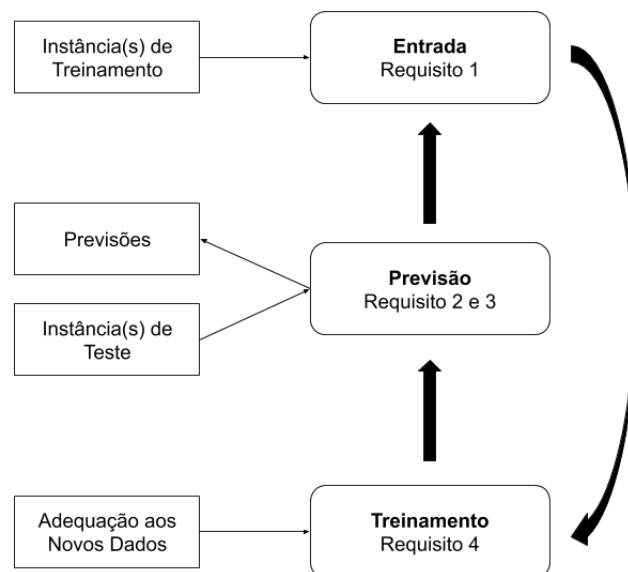 Instância(s) de
Treinamento
Entrada
Requisito 1
Previsões
Previsão
Requisito 2 e 3
Instância(s) de
Teste
Adequação aos
Novos Dados
Treinamento
Requisito 4